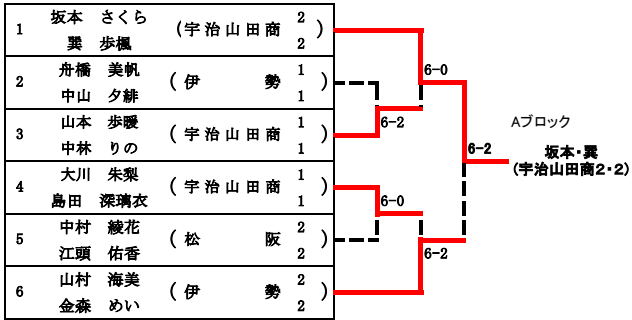 1 坂本 さくら (宇治山田商 2
巽 歩楓 2)
2 舟橋 美帆 (伊勢 1
中山 夕緋 1)
3 山本 歩暖 (宇治山田商 1
中林 りの 1)
4 大川 朱梨 (宇治山田商 1
島田 深璃衣 1)
5 中村 綾花 (松阪 2
江頭 佑香 2)
6 山村 海美 (伊勢 2
金森 めい 2)
6-0
6-2
6-2
6-0
6-2
Aブロック
坂本・巽
(宇治山田商2・2)